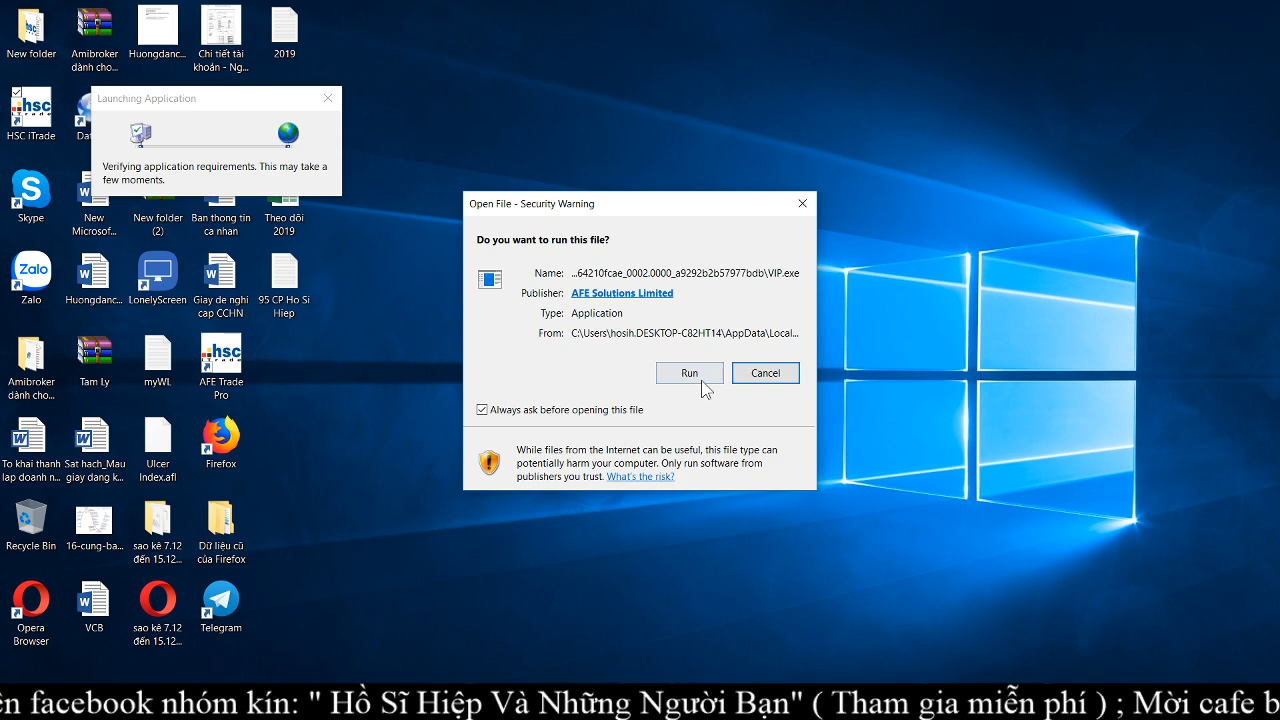 New folder
Amibroker
dành cho...
Huongdanc...
Chi tiết tài
khoản - Ng...
2019
hsc
iTrade
HSC iTrade
Launching Application
Verifying application requirements. This may take a
few moments.
Skype
New
Microsof...
New folder
(2)
Ban thong tin
ca nhan
Theo dõi
2019
Zalo
Zalo
Huongdanc...
LonelyScreen
Giay de nghi
cap CCHN
95 CP Ho Si
Hiep
Amibroker
dành cho...
Tam Ly
myWL
hsc
iTrade
AFE Trade
Pro
To khai thanh
lap doanh n...
Sat hach_Mau
giay dang k...
Ulcer
Index.afl
Firefox
Recycle Bin
16-cung-ba...
sao kê 7.12
đến 15.12...
Dữ liệu cũ
của Firefox
Opera
Browser
VCB
sao kê 7.12
đến 15.12...
Telegram
Open File - Security Warning
Do you want to run this file?
Name: ...64210fcae_0002.0000_a9292b2b57977bdb\VIP...
Publisher: AFE Solutions Limited
Type: Application
From: C:\Users\hosih.DESKTOP-C82HT14\AppData\Local...
Run
Cancel
Always ask before opening this file
While files from the Internet can be useful, this file type can
potentially harm your computer. Only run software from
publishers you trust. What's the risk?
facebook nhóm kín: " Hồ Sĩ Hiệp Và Những Người Bạn" ( Tham gia miễn phí ) ; Mời cafe